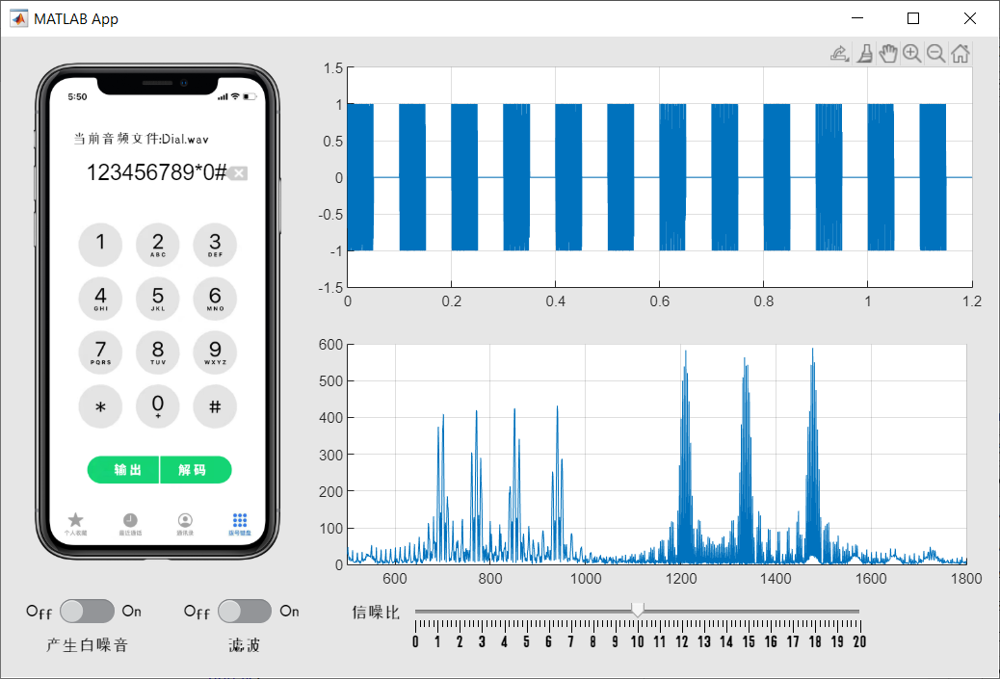 MATLAB App
5:50
当前音频文件:Dial.wav
123456789*0#
1
2
ABC
3
DEF
4
GHI
5
JKL
6
MNO
7
PQRS
8
TUV
9
WXYZ
*
0
+
#
输出 解码
个人收藏 最近通话 通讯录 拨号键盘
1.5
1
0.5
0
-0.5
-1
-1.5
0 0.2 0.4 0.6 0.8 1 1.2
600
500
400
300
200
100
0
600 800 1000 1200 1400 1600 1800
Off On
产生白噪音
Off On
滤波
信噪比
0 1 2 3 4 5 6 7 8 9 10 11 12 13 14 15 16 17 18 19 20